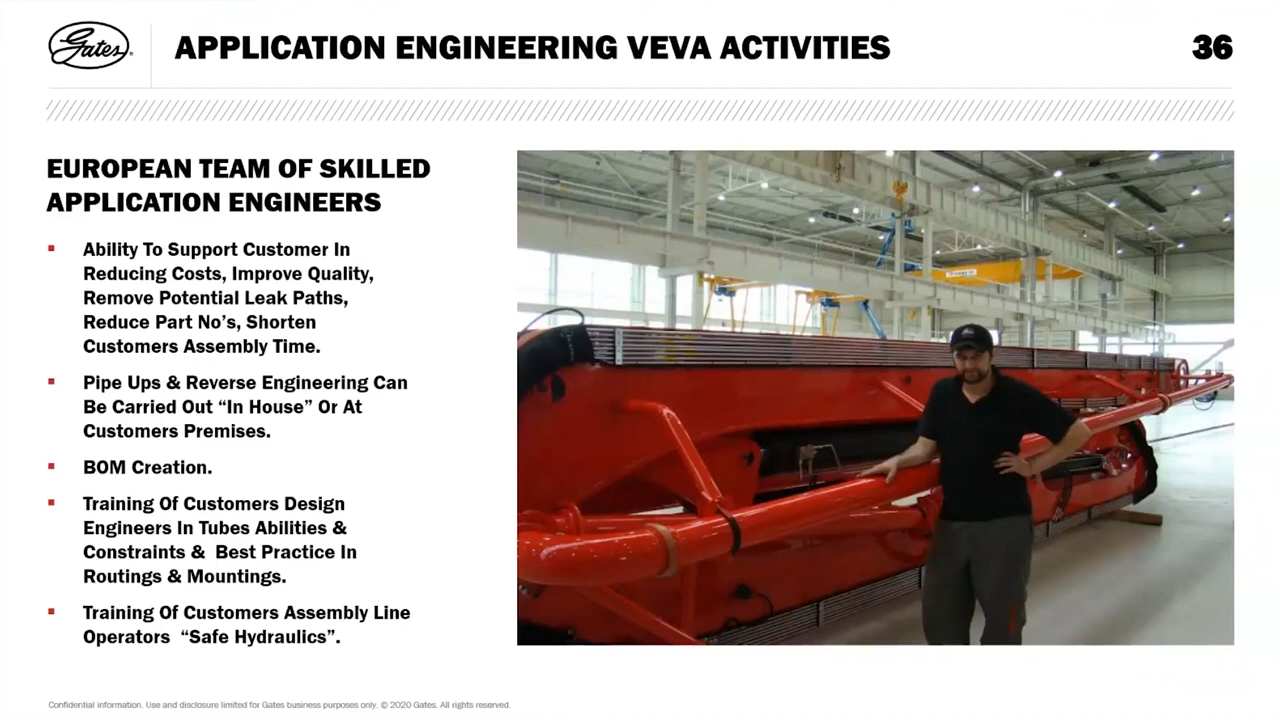 Gates
APPLICATION ENGINEERING VEVA ACTIVITIES
36
EUROPEAN TEAM OF SKILLED
APPLICATION ENGINEERS
Ability To Support Customer In
Reducing Costs, Improve Quality,
Remove Potential Leak Paths,
Reduce Part No’s, Shorten
Customers Assembly Time.
Pipe Ups & Reverse Engineering Can
Be Carried Out “In House” Or At
Customers Premises.
BOM Creation.
Training Of Customers Design
Engineers In Tubes Abilities &
Constraints & Best Practice In
Routings & Mountings.
Training Of Customers Assembly Line
Operators “Safe Hydraulics”.
Confidential information. Use and disclosure limited for Gates business purposes only. © 2020 Gates. All rights reserved.